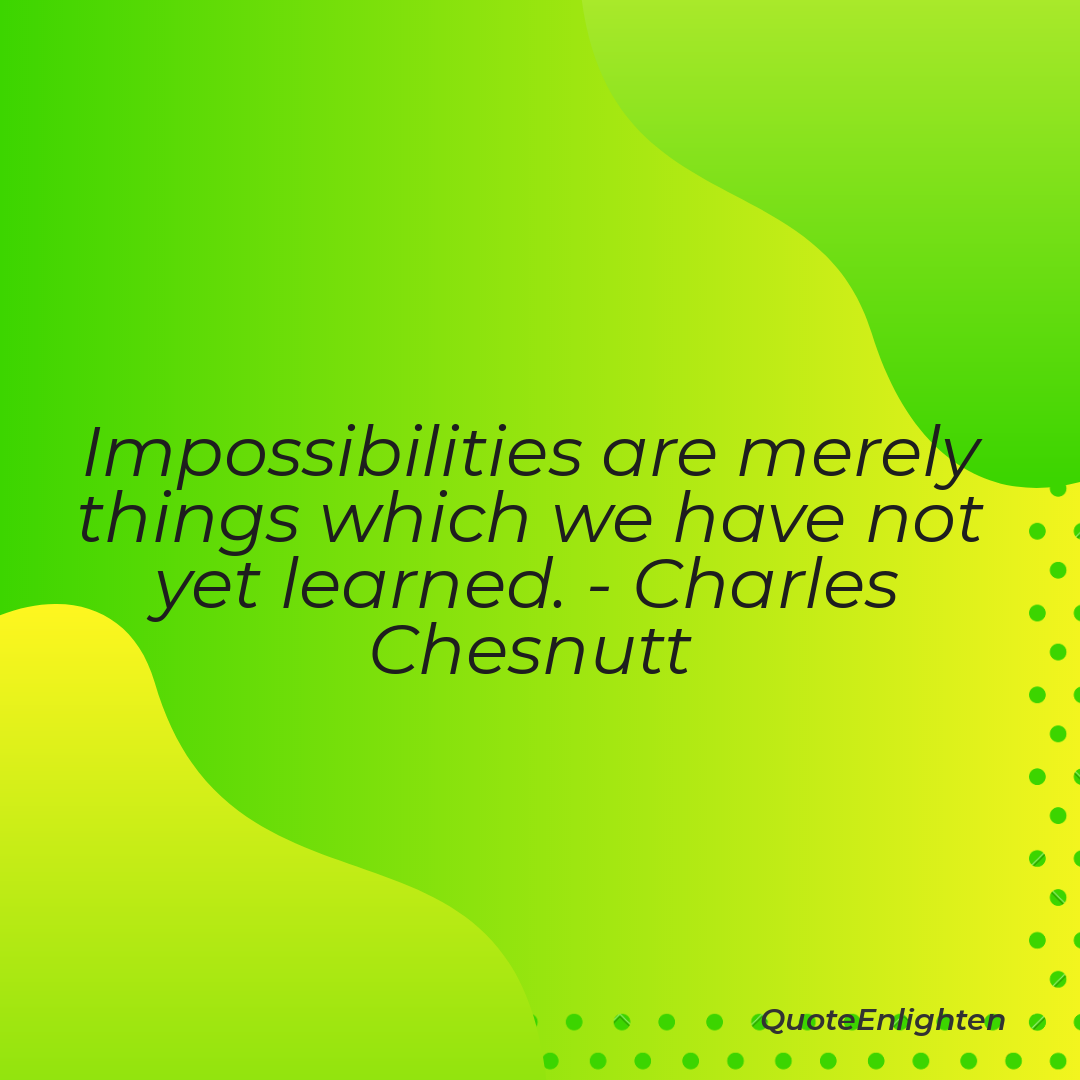 Impossibilities are merely
things which we have not
yet learned. - Charles
Chesnutt
QuoteEnlighten